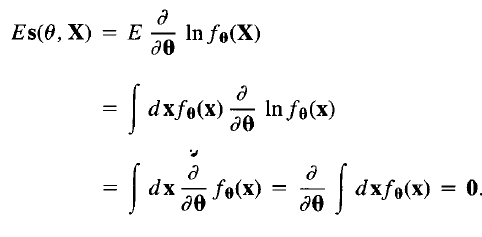 Es(θ, X) = E ∂/∂θ ln f_θ(X)
= ∫ dx f_θ(x) ∂/∂θ ln f_θ(x)
= ∫ dx ∂/∂θ f_θ(x) = ∂/∂θ ∫ dx f_θ(x) = 0.